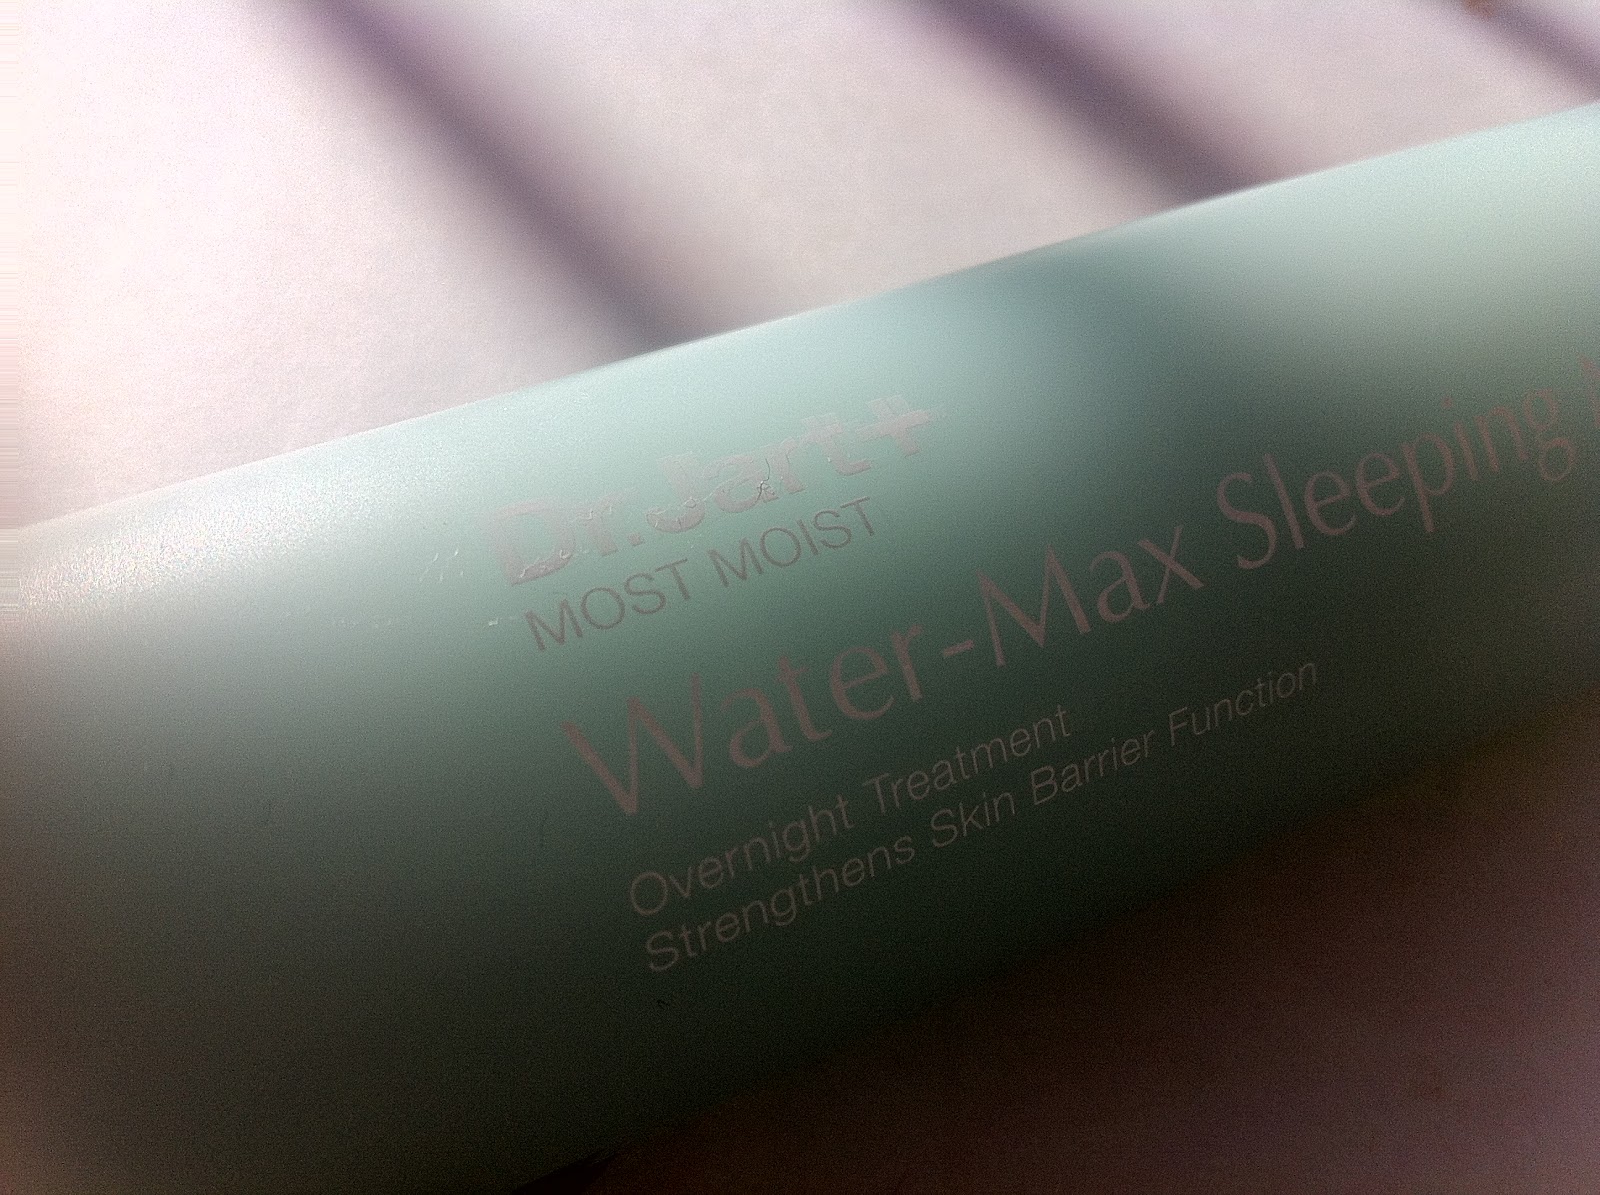 Dr.Jart+
MOST MOIST
Water-Max Sleeping
Overnight Treatment
Strengthens Skin Barrier Function